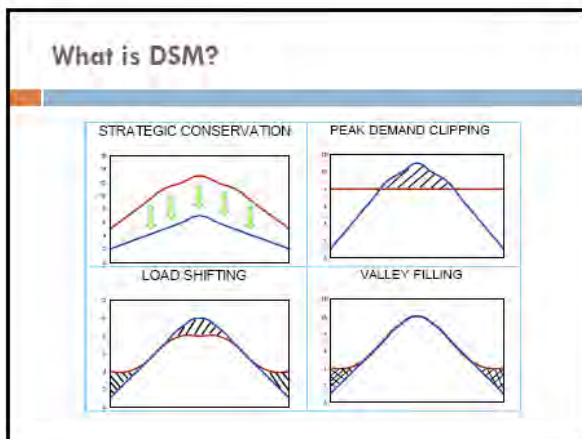 What is DSM?
STRATEGIC CONSERVATION
PEAK DEMAND CLIPPING
LOAD SHIFTING
VALLEY FILLING